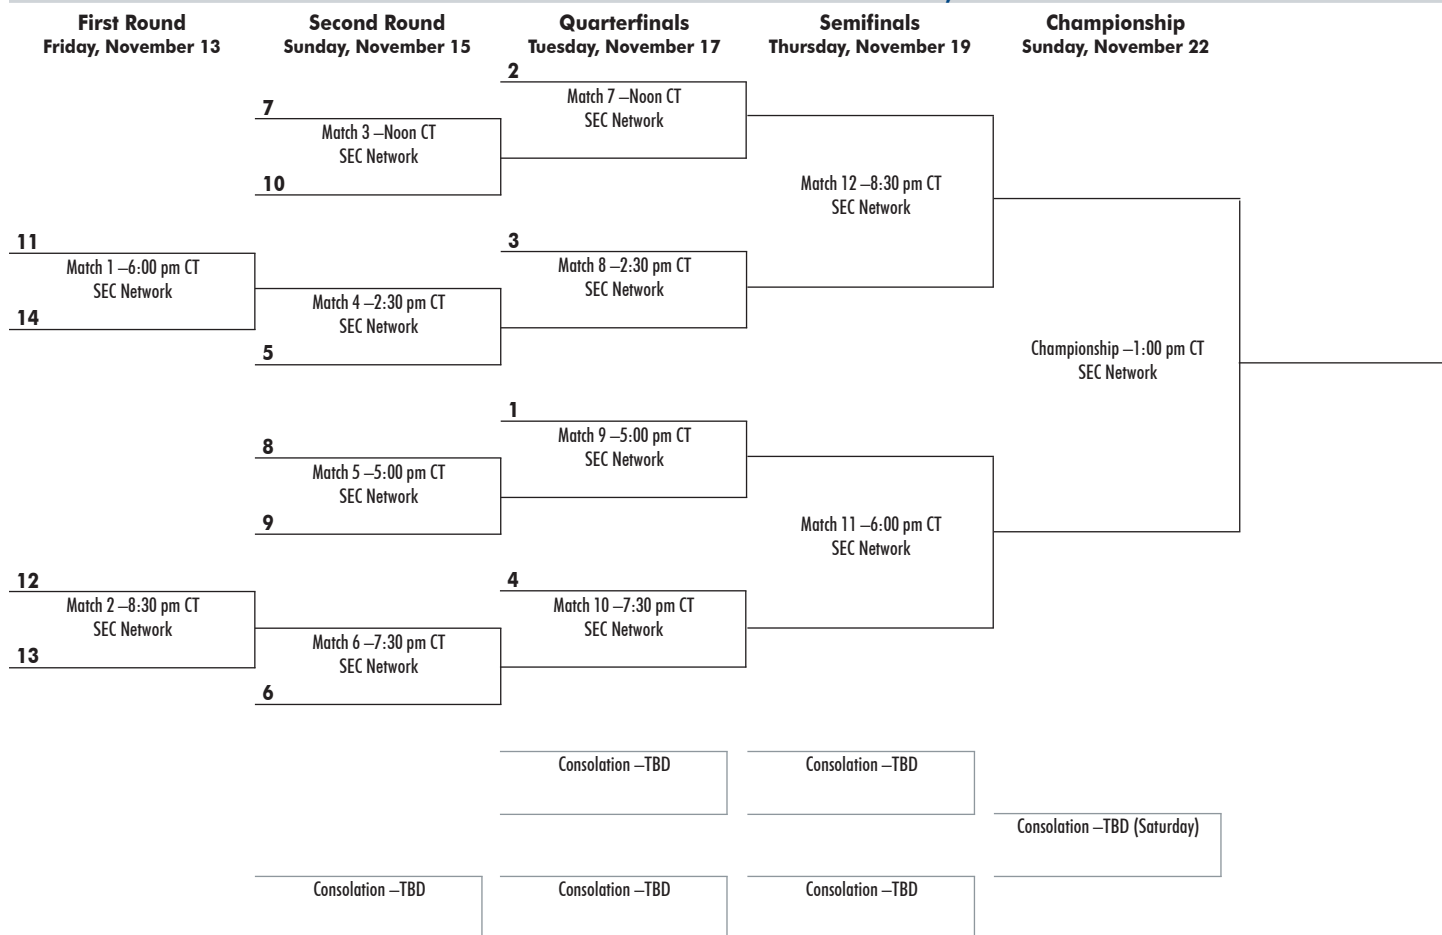 First Round
Friday, November 13
Second Round
Sunday, November 15
Quarterfinals
Tuesday, November 17
Semifinals
Thursday, November 19
Championship
Sunday, November 22
2
Match 7 –Noon CT
SEC Network
7
Match 3 –Noon CT
SEC Network
10
Match 12 –8:30 pm CT
SEC Network
11
Match 1 –6:00 pm CT
SEC Network
14
3
Match 8 –2:30 pm CT
SEC Network
Match 4 –2:30 pm CT
SEC Network
5
Championship –1:00 pm CT
SEC Network
1
Match 9 –5:00 pm CT
SEC Network
8
Match 5 –5:00 pm CT
SEC Network
9
Match 11 –6:00 pm CT
SEC Network
12
Match 2 –8:30 pm CT
SEC Network
13
4
Match 10 –7:30 pm CT
SEC Network
Match 6 –7:30 pm CT
SEC Network
6
Consolation –TBD
Consolation –TBD
Consolation –TBD (Saturday)
Consolation –TBD
Consolation –TBD
Consolation –TBD